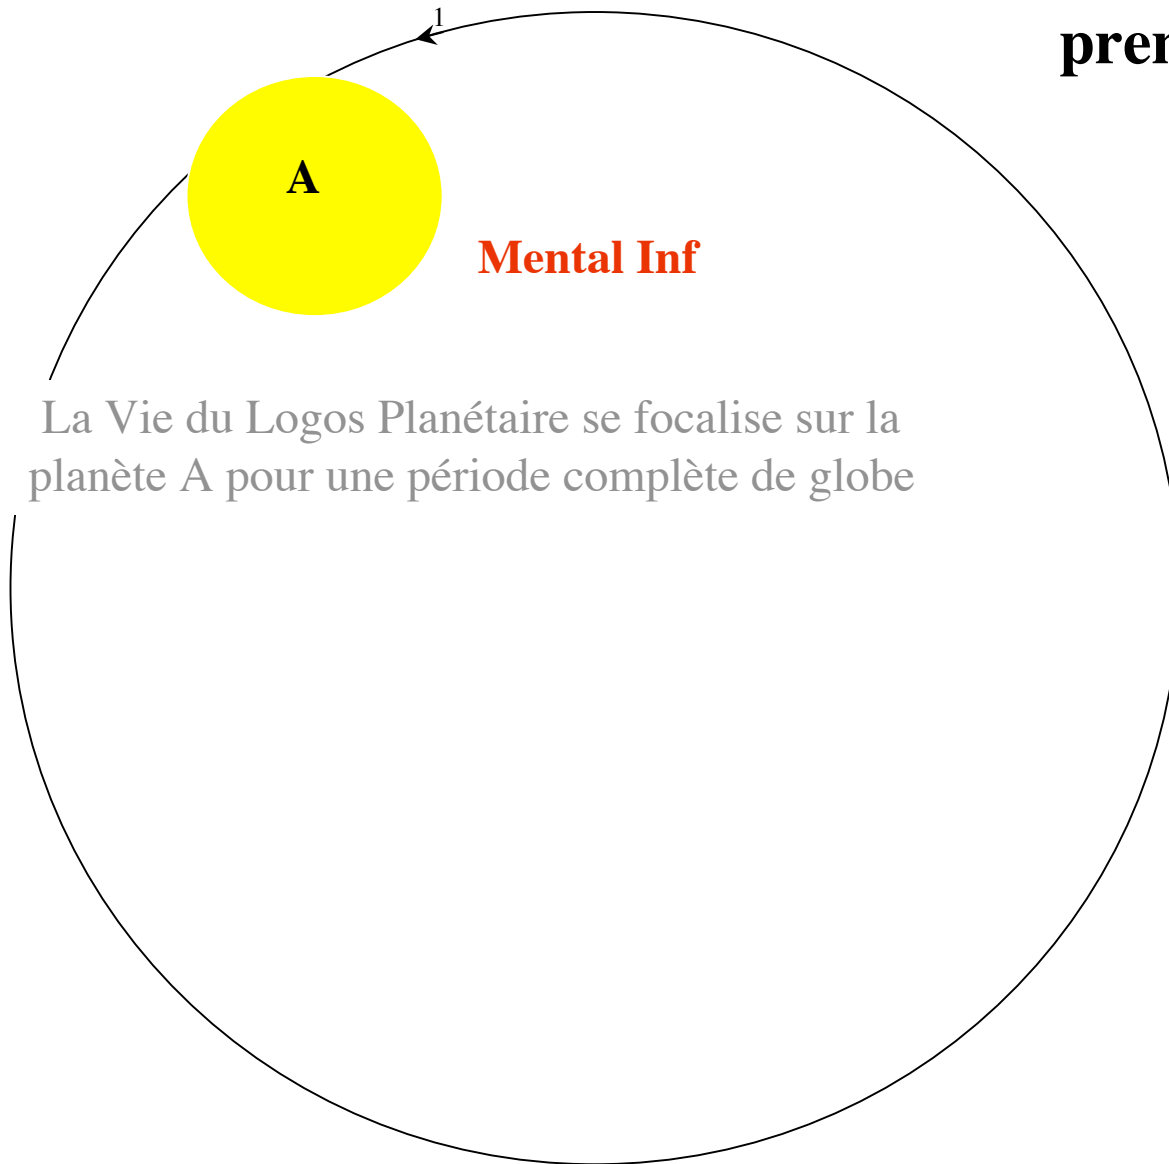 1
A
Mental Inf
La Vie du Logos Planétaire se focalise sur la
planète A pour une période complète de globe